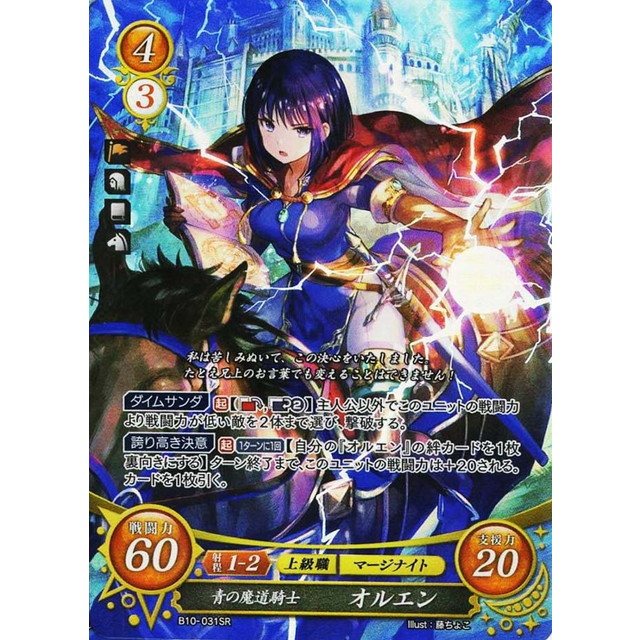 4
3
私は苦しみぬいて、この決心をいたしました。
たとえ兄上のお言葉でも変えることはできません!
ダイムサンダ 起【 , 2】主人公以外でこのユニットの戦闘力
より戦闘力が低い敵を2体まで選び、撃破する。
誇り高き決意 起 1ターンに1回【自分の『オルエン』の絆カードを1枚
裏向きにする】ターン終了まで、このユニットの戦闘力は+20される。
カードを1枚引く。
戦闘力
60
射程 1-2 上級職 マージナイト
支援力
20
青の魔道騎士 オルエン
B10-031SR Illust:藤ちょこ